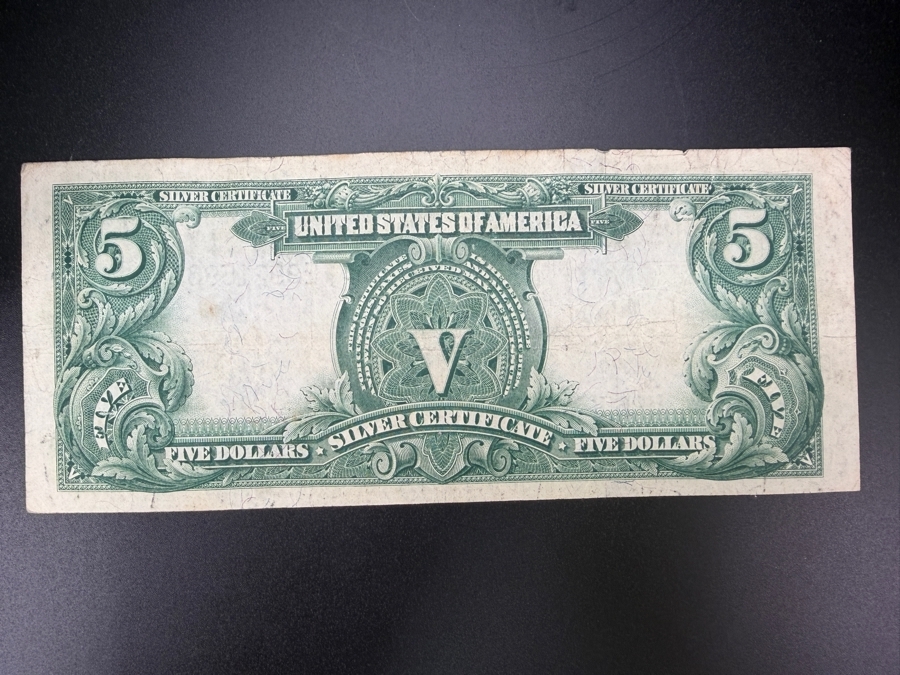 SILVER CERTIFICATE
SILVER CERTIFICATE
5
FIVE UNITED STATES OF AMERICA FIVE
5
V
FIVE
FIVE
SILVER CERTIFICATE
FIVE DOLLARS
FIVE DOLLARS
V
V